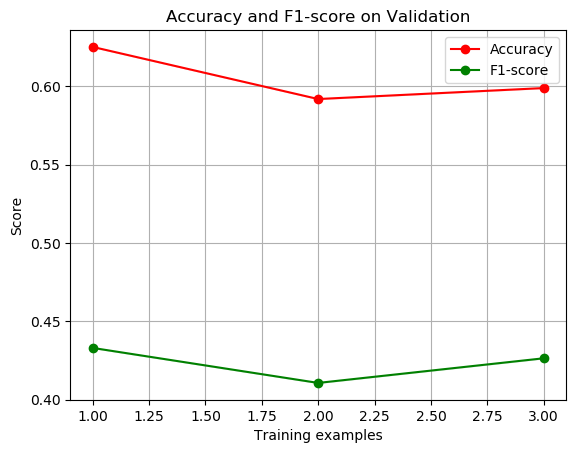 Accuracy and F1-score on Validation
Accuracy
F1-score
Score
0.60
0.55
0.50
0.45
0.40
1.00 1.25 1.50 1.75 2.00 2.25 2.50 2.75 3.00
Training examples